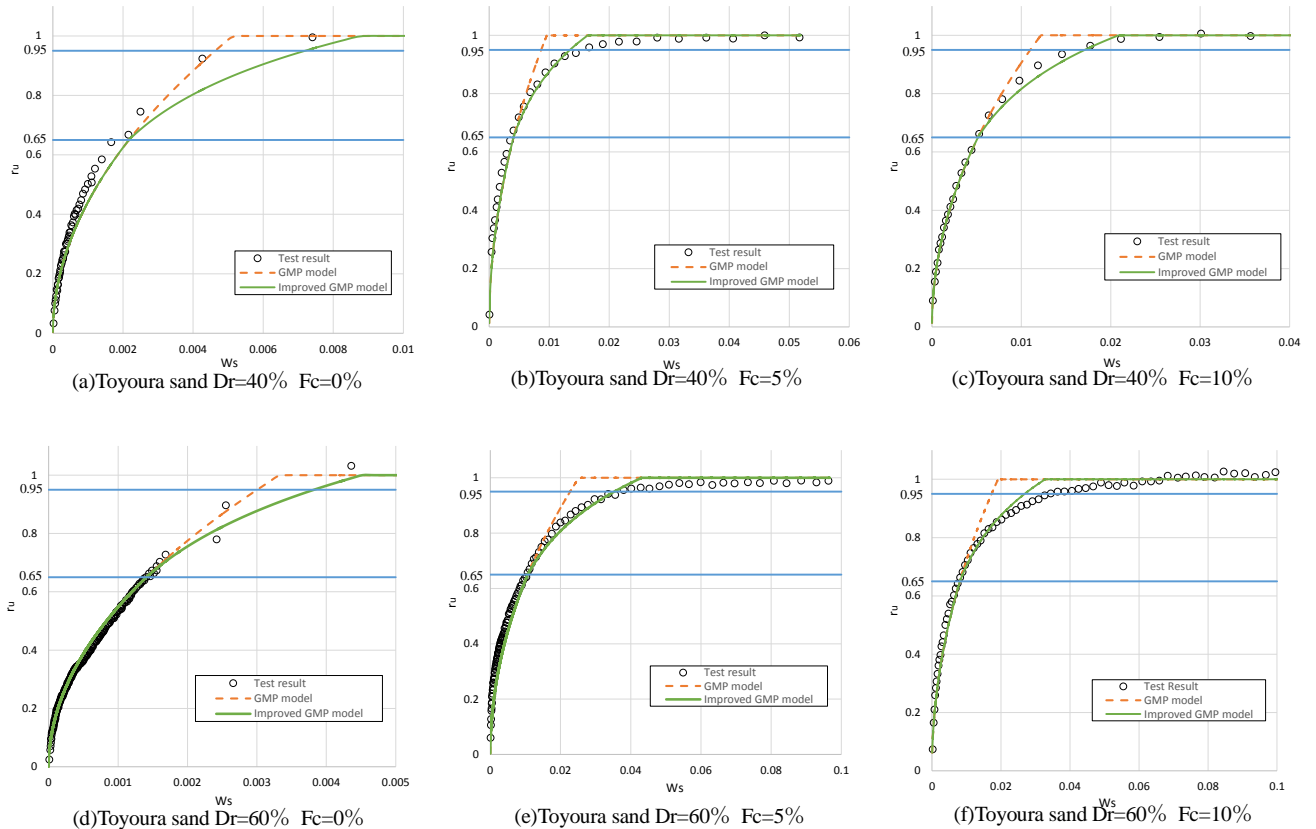 1
0.95
0.8
0.65
0.6
ru
0.4
0.2
0
Test result
GMP model
Improved GMP model
0 0.002 0.004 0.006 0.008 0.01
Ws
(a)Toyoura sand Dr=40% Fc=0%
1
0.95
0.8
0.65
0.6
ru
0.4
0.2
0
Test result
GMP model
Improved GMP model
0 0.01 0.02 0.03 0.04 0.05 0.06
Ws
(b)Toyoura sand Dr=40% Fc=5%
1
0.95
0.8
0.65
0.6
ru
0.4
0.2
0
Test result
GMP model
Improved GMP model
0 0.01 0.02 0.03 0.04
Ws
(c)Toyoura sand Dr=40% Fc=10%
1
0.95
0.8
0.65
0.6
ru
0.4
0.2
0
Test result
GMP model
Improved GMP model
0 0.001 0.002 0.003 0.004 0.005
Ws
(d)Toyoura sand Dr=60% Fc=0%
1
0.95
0.8
0.65
0.6
ru
0.4
0.2
0
Test result
GMP model
Improved GMP model
0 0.02 0.04 0.06 0.08 0.1
Ws
(e)Toyoura sand Dr=60% Fc=5%
1
0.95
0.8
0.65
0.6
ru
0.4
0.2
0
Test Result
GMP model
Improved GMP model
0 0.02 0.04 0.06 0.08 0.1
Ws
(f)Toyoura sand Dr=60% Fc=10%